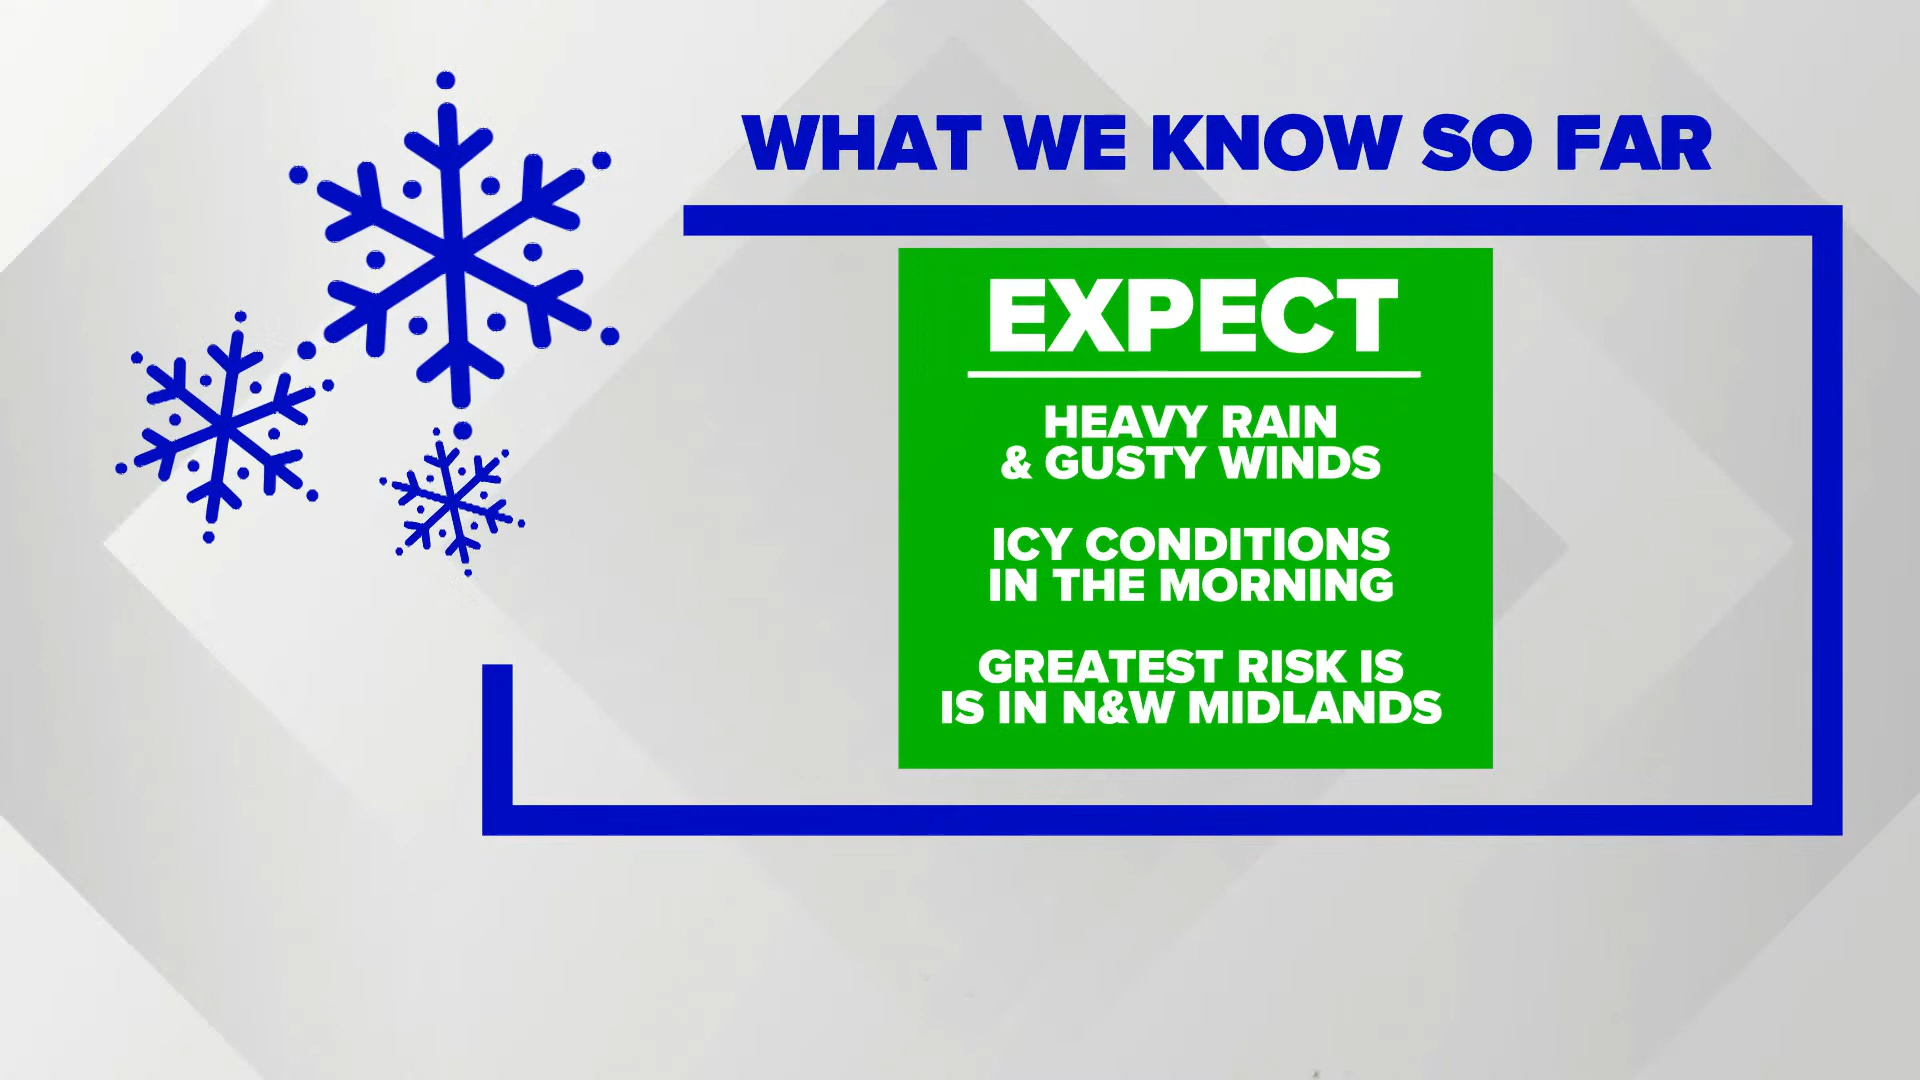 WHAT WE KNOW SO FAR
EXPECT
HEAVY RAIN
& GUSTY WINDS
ICY CONDITIONS
IN THE MORNING
GREATEST RISK IS
IS IN N&W MIDLANDS